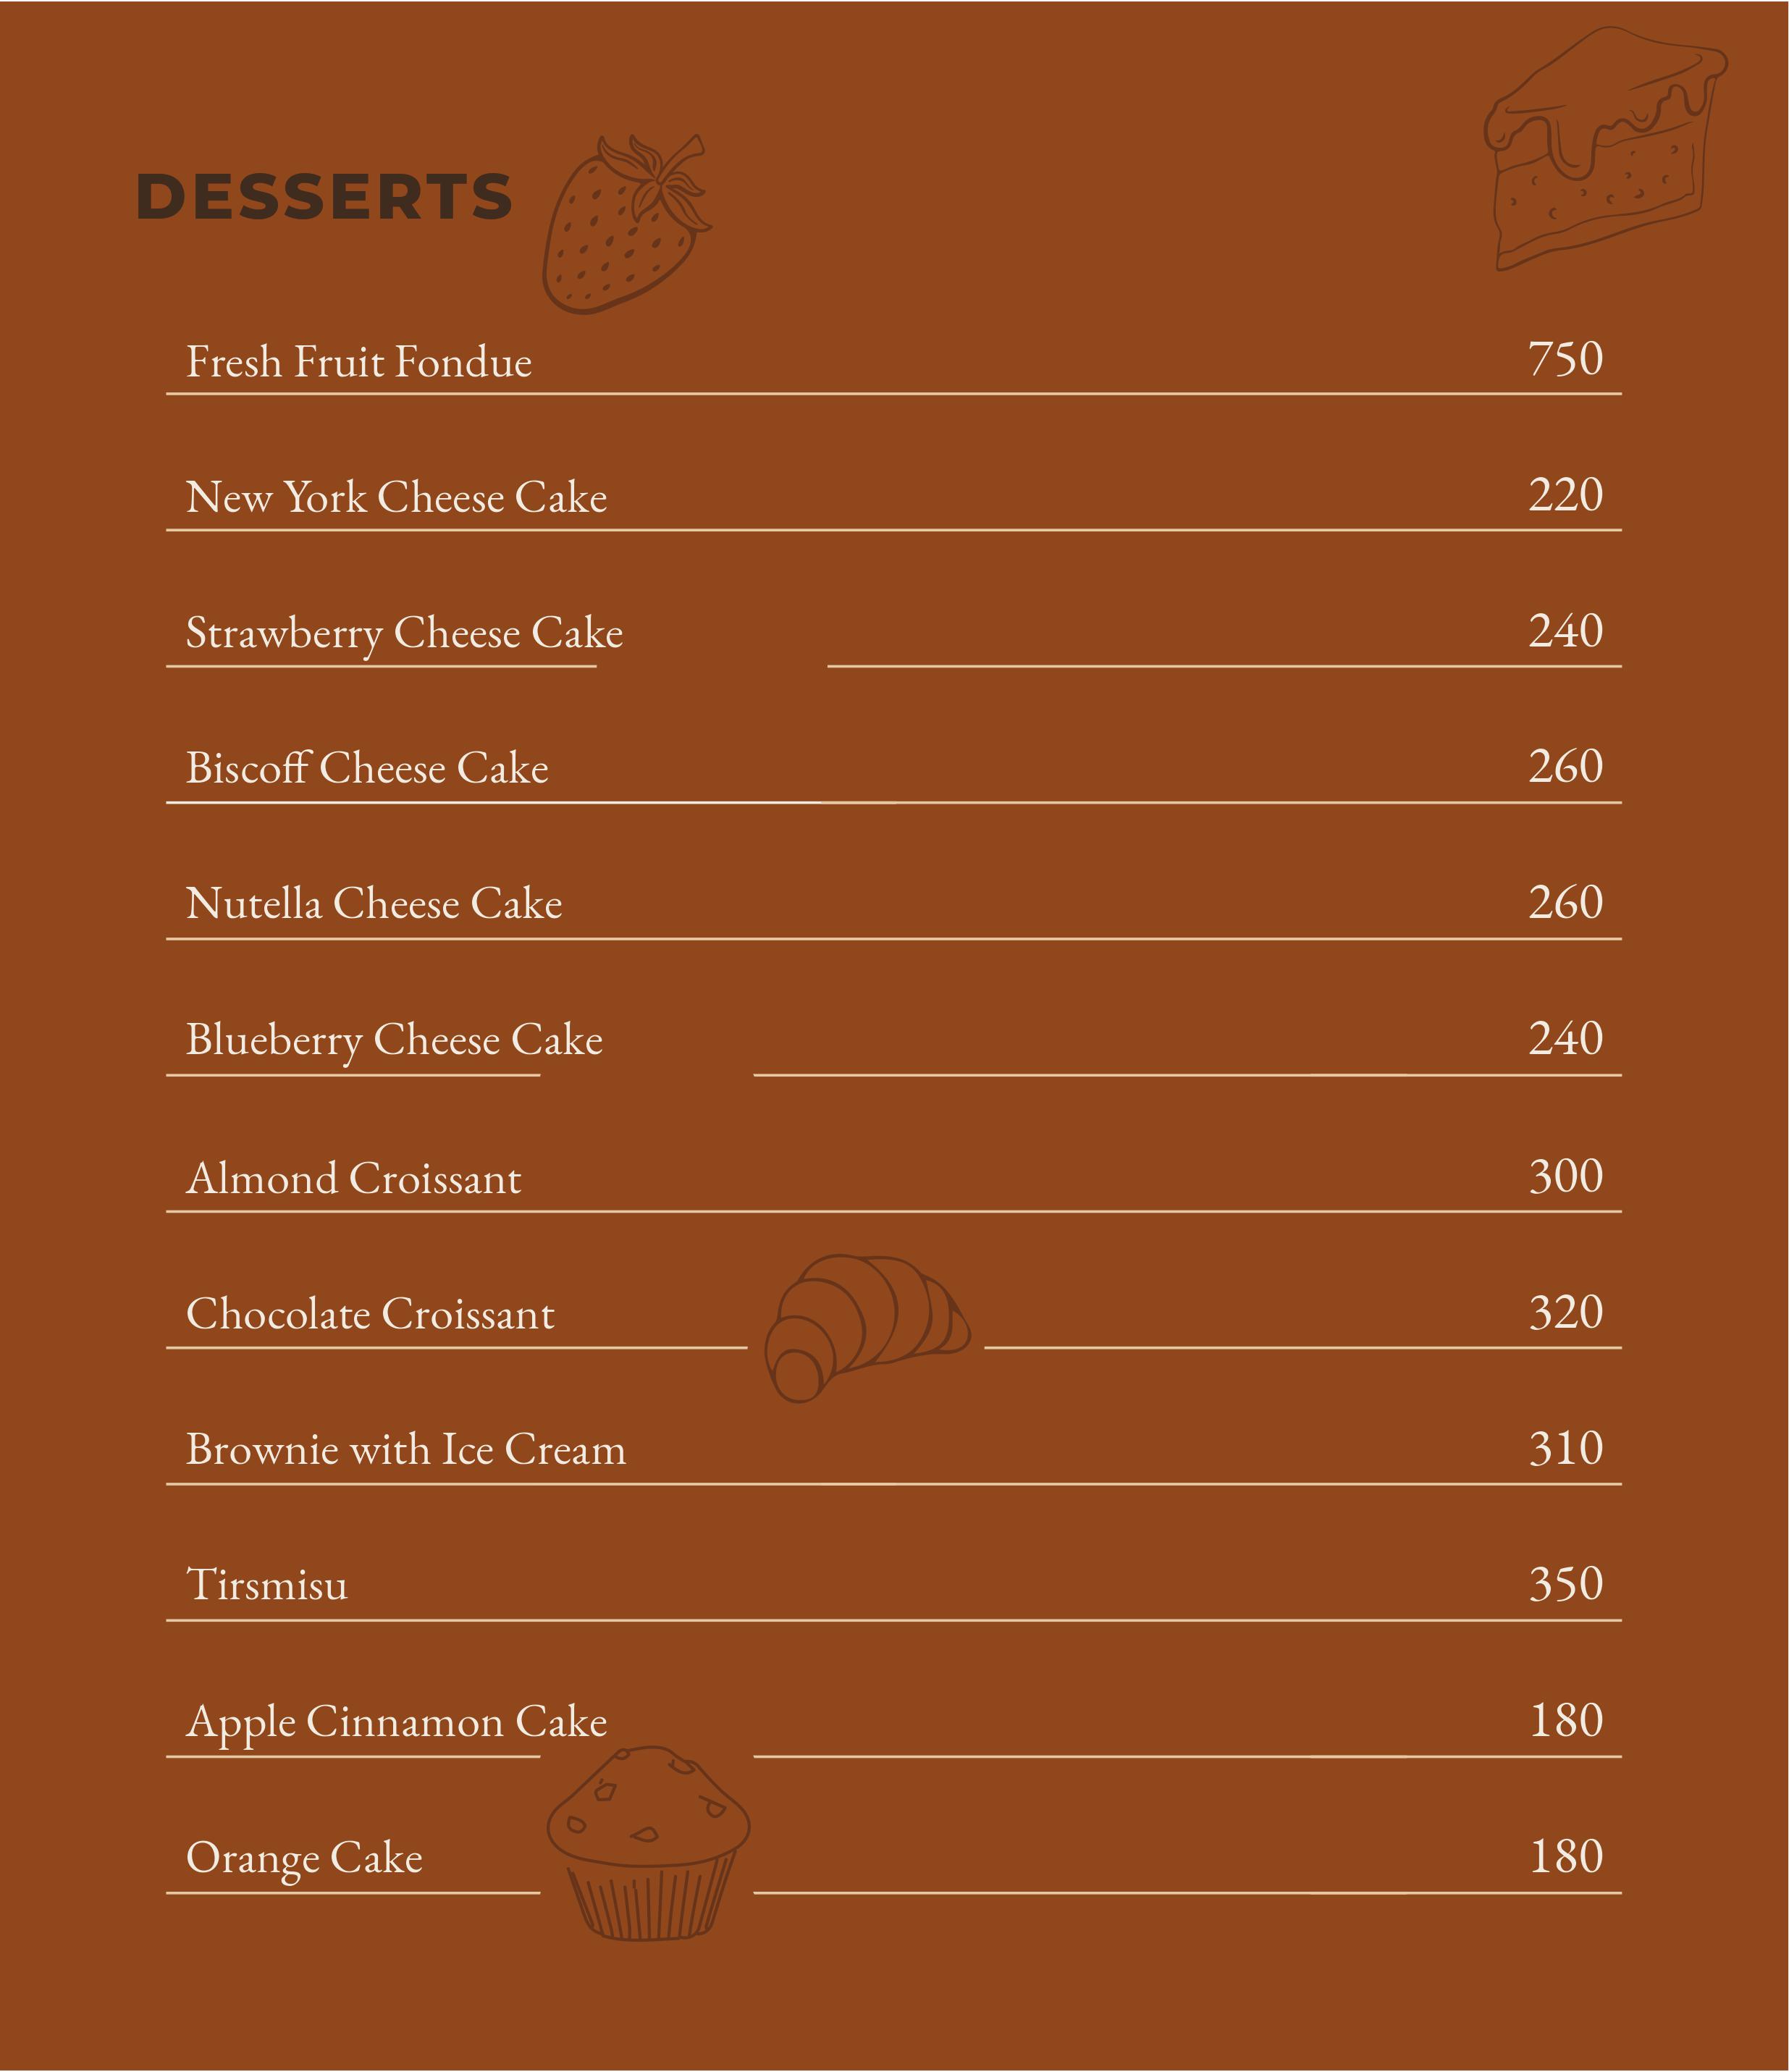 DESSERTS
Fresh Fruit Fondue 750
New York Cheese Cake 220
Strawberry Cheese Cake 240
Biscoff Cheese Cake 260
Nutella Cheese Cake 260
Blueberry Cheese Cake 240
Almond Croissant 300
Chocolate Croissant 320
Brownie with Ice Cream 310
Tirsmisu 350
Apple Cinnamon Cake 180
Orange Cake 180